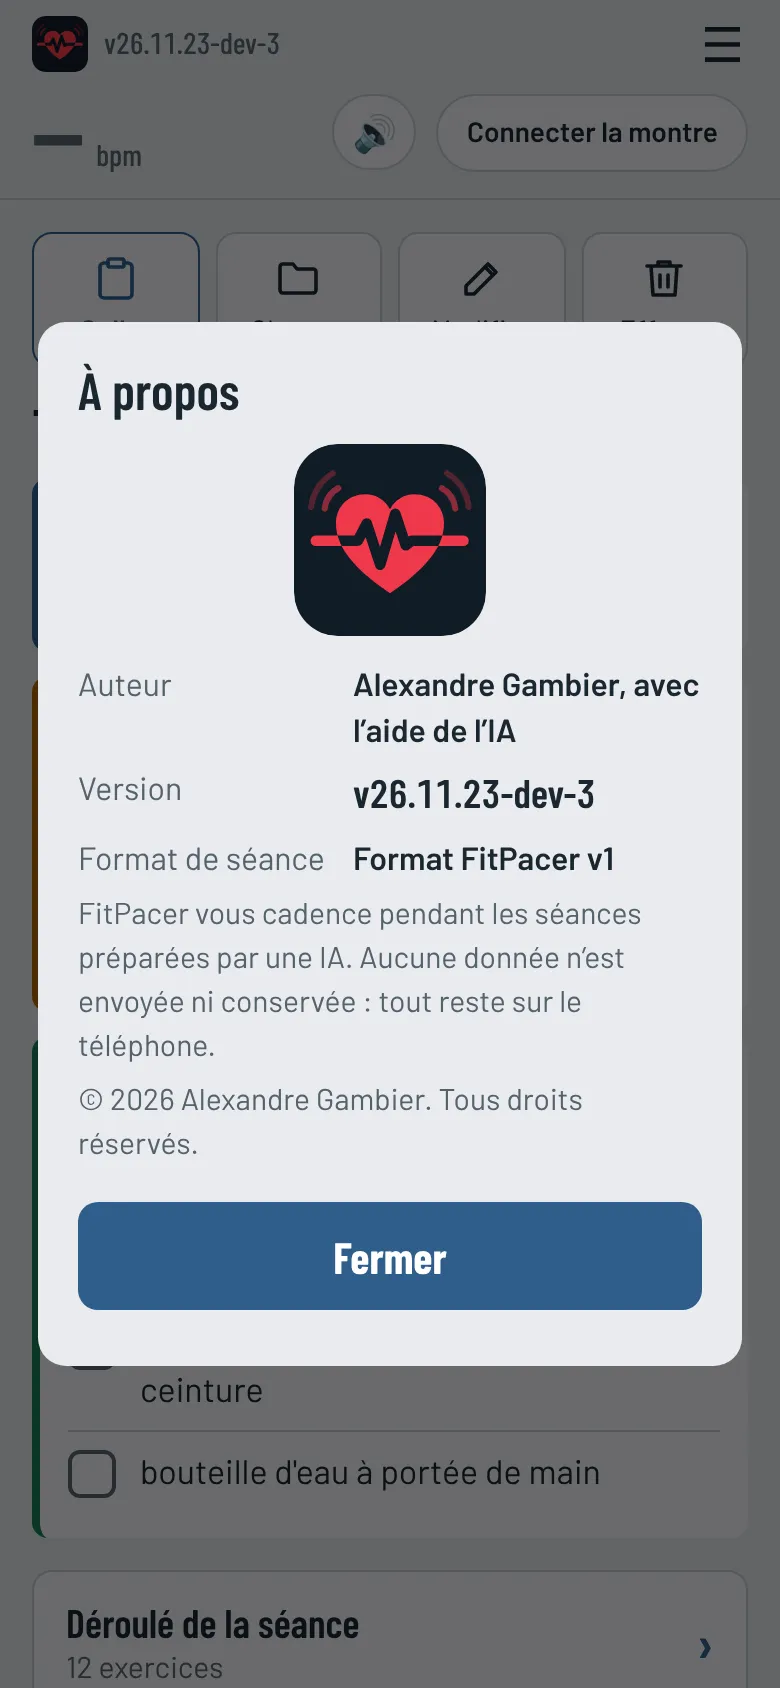 v26.11.23-dev-3
bpm
Connecter la montre
À propos
Auteur
Alexandre Gambier, avec
l’aide de l’IA
Version
v26.11.23-dev-3
Format de séance
Format FitPacer v1
FitPacer vous cadence pendant les séances
préparées par une IA. Aucune donnée n’est
envoyée ni conservée : tout reste sur le
téléphone.
© 2026 Alexandre Gambier. Tous droits
réservés.
Fermer
ceinture
bouteille d'eau à portée de main
Déroulé de la séance
12 exercices